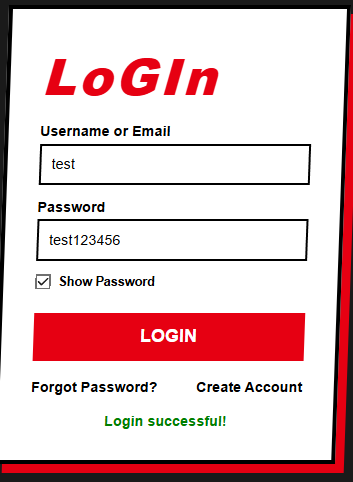 LoGIn
Username or Email
test
Password
test123456
Show Password
LOGIN
Forgot Password? Create Account
Login successful!